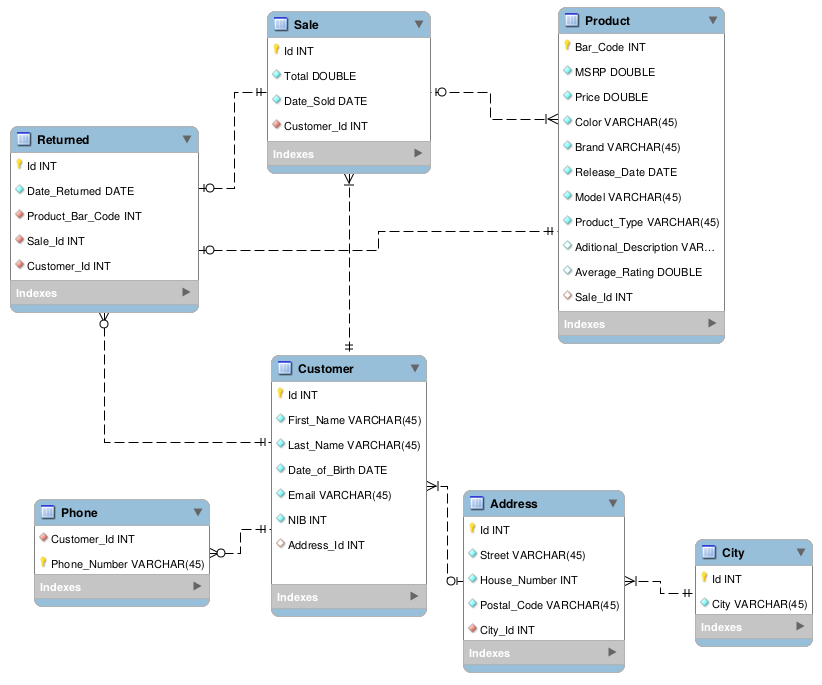 Sale
Id INT
Total DOUBLE
Date_Sold DATE
Customer_Id INT
Indexes
Product
Bar_Code INT
MSRP DOUBLE
Price DOUBLE
Color VARCHAR(45)
Brand VARCHAR(45)
Release_Date DATE
Model VARCHAR(45)
Product_Type VARCHAR(45)
Aditional_Description VAR...
Average_Rating DOUBLE
Sale_Id INT
Indexes
Returned
Id INT
Date_Returned DATE
Product_Bar_Code INT
Sale_Id INT
Customer_Id INT
Indexes
Customer
Id INT
First_Name VARCHAR(45)
Last_Name VARCHAR(45)
Date_of_Birth DATE
Email VARCHAR(45)
NIB INT
Address_Id INT
Indexes
Phone
Customer_Id INT
Phone_Number VARCHAR(45)
Indexes
Address
Id INT
Street VARCHAR(45)
House_Number INT
Postal_Code VARCHAR(45)
City_Id INT
Indexes
City
Id INT
City VARCHAR(45)
Indexes